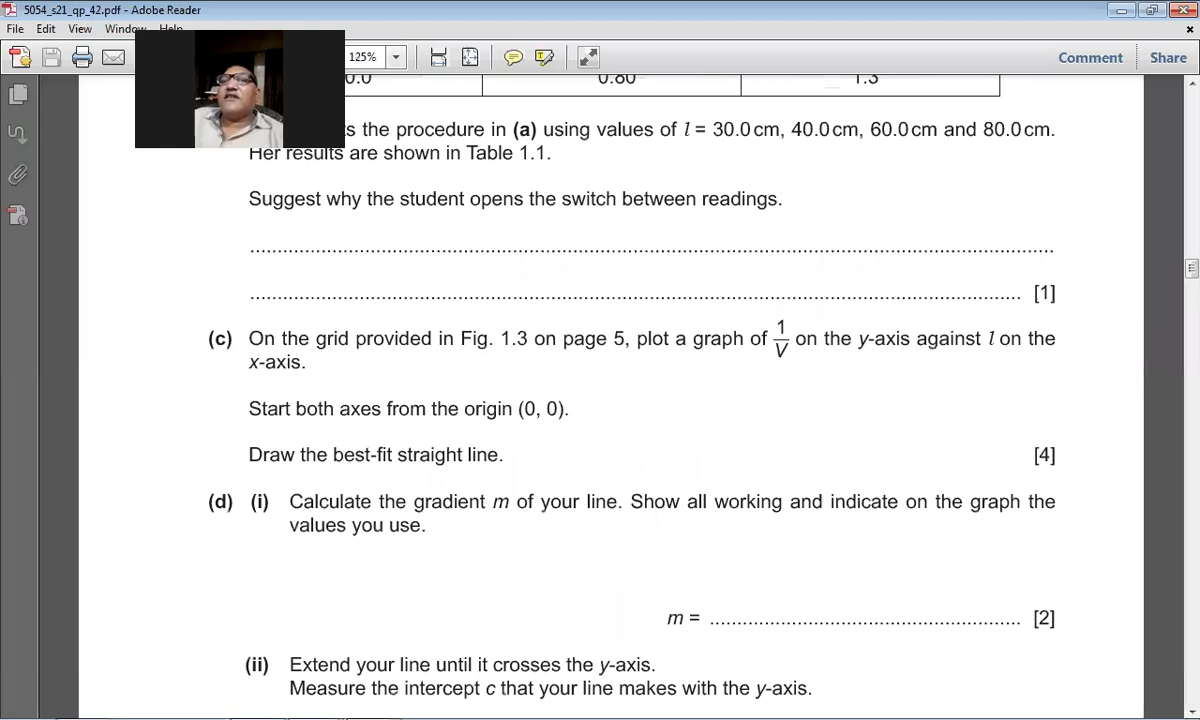 5054_s21_qp_42.pdf - Adobe Reader
File Edit View Window Help
125% Comment Share
0.80 1.3
s the procedure in (a) using values of l = 30.0 cm, 40.0 cm, 60.0 cm and 80.0 cm.
Her results are shown in Table 1.1.
Suggest why the student opens the switch between readings.
[1]
(c) On the grid provided in Fig. 1.3 on page 5, plot a graph of 1/V on the y-axis against l on the
x-axis.
Start both axes from the origin (0, 0).
Draw the best-fit straight line. [4]
(d) (i) Calculate the gradient m of your line. Show all working and indicate on the graph the
values you use.
m = ........................................................ [2]
(ii) Extend your line until it crosses the y-axis.
Measure the intercept c that your line makes with the y-axis.